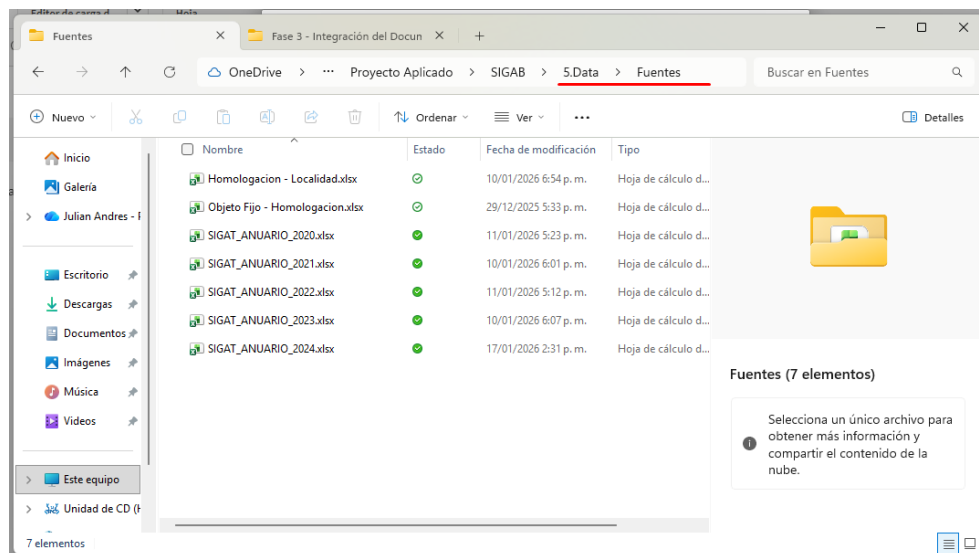 Editor de carga d
Hoja
Fuentes
Fase 3 - Integración del Docun
OneDrive > ··· Proyecto Aplicado > SIGAB > 5.Data > Fuentes
Buscar en Fuentes
Nuevo
Ordenar
Ver
Detalles
Inicio
Galería
Julian Andres - F
Escritorio
Descargas
Documentos
Imágenes
Música
Videos
Este equipo
Unidad de CD (H
Nombre Estado Fecha de modificación Tipo
Homologacion - Localidad.xlsx 10/01/2026 6:54 p. m. Hoja de cálculo d...
Objeto Fijo - Homologacion.xlsx 29/12/2025 5:33 p. m. Hoja de cálculo d...
SIGAT_ANUARIO_2020.xlsx 11/01/2026 5:23 p. m. Hoja de cálculo d...
SIGAT_ANUARIO_2021.xlsx 10/01/2026 6:01 p. m. Hoja de cálculo d...
SIGAT_ANUARIO_2022.xlsx 11/01/2026 5:12 p. m. Hoja de cálculo d...
SIGAT_ANUARIO_2023.xlsx 10/01/2026 6:07 p. m. Hoja de cálculo d...
SIGAT_ANUARIO_2024.xlsx 17/01/2026 2:31 p. m. Hoja de cálculo d...
Fuentes (7 elementos)
Selecciona un único archivo para
obtener más información y
compartir el contenido de la
nube.
7 elementos